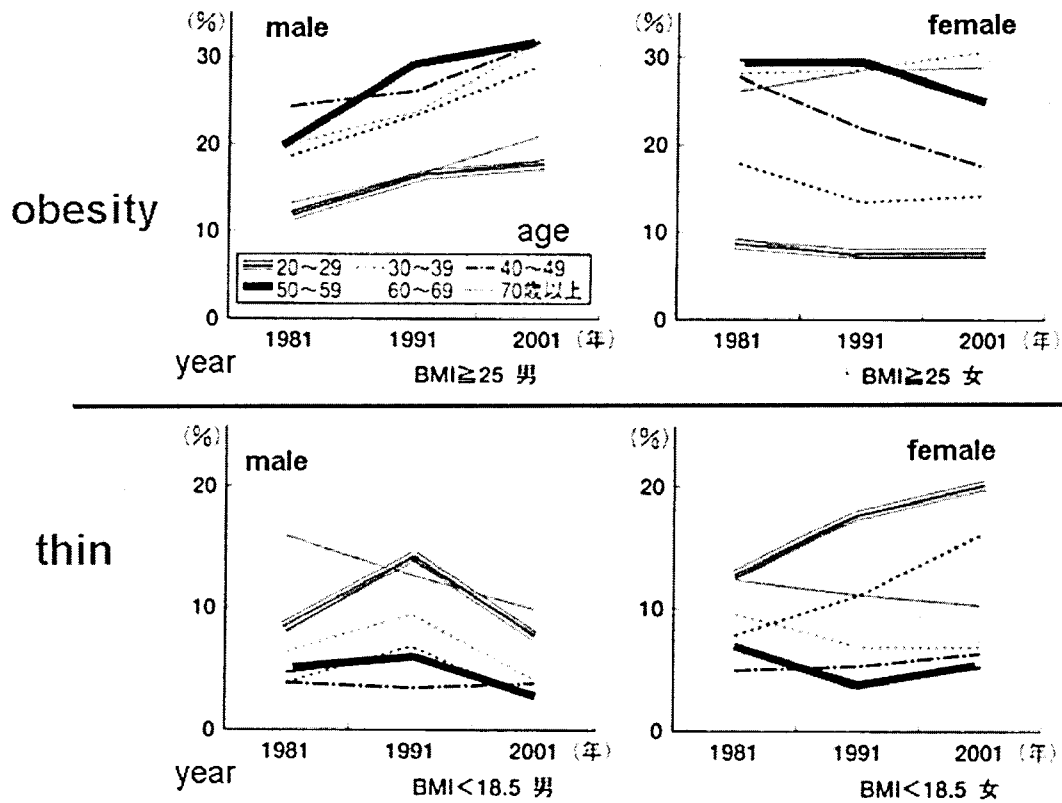 (%) male
30
20
10
0
obesity
age
20～29 30～39 40～49
50～59 60～69 70歳以上
1981 1991 2001 (年)
year
BMI≧25 男
(%) female
30
20
10
0
1981 1991 2001 (年)
BMI≧25 女
(%)
male
20
10
0
thin
1981 1991 2001 (年)
year
BMI<18.5 男
(%)
female
20
10
0
1981 1991 2001 (年)
BMI<18.5 女